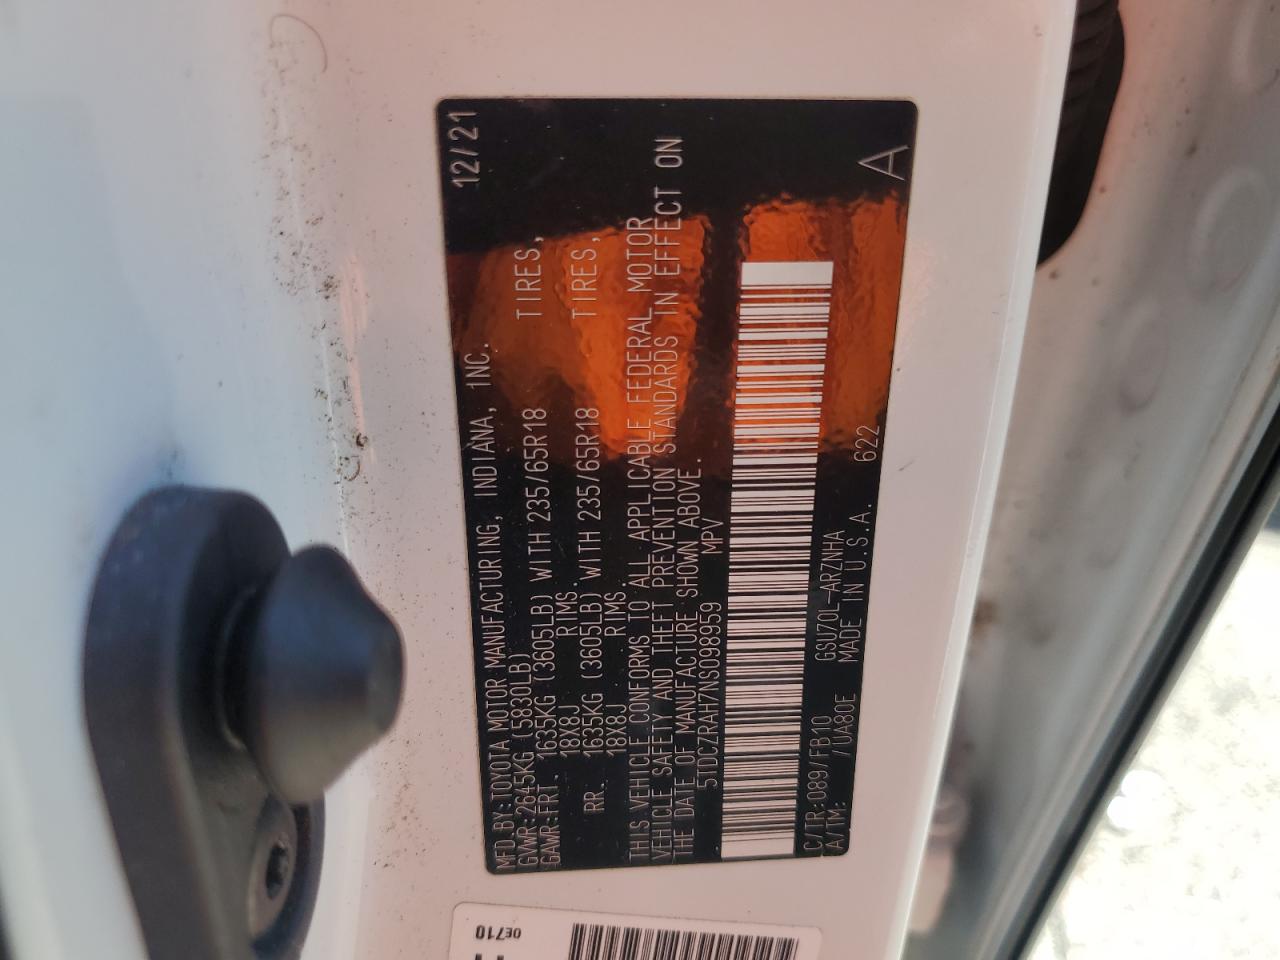 MFD BY:TOYOTA MOTOR MANUFACTURING, INDIANA, INC. 12/21
GVWR:2645KG (5830LB)
GAWR:FRT. 1635KG (3605LB) WITH 235/65R18 TIRES,
18X8J RIMS.
RR. 1635KG (3605LB) WITH 235/65R18 TIRES,
18X8J RIMS.
THIS VEHICLE CONFORMS TO ALL APPLICABLE FEDERAL MOTOR
VEHICLE SAFETY AND THEFT PREVENTION STANDARDS IN EFFECT ON
THE DATE OF MANUFACTURE SHOWN ABOVE.
5TDCZRAH7NS098959 MPV
C/TR:089/FB10 GSU70L-ARZNHA 622 A
A/TM: 7UA80E MADE IN U.S.A.
0E710